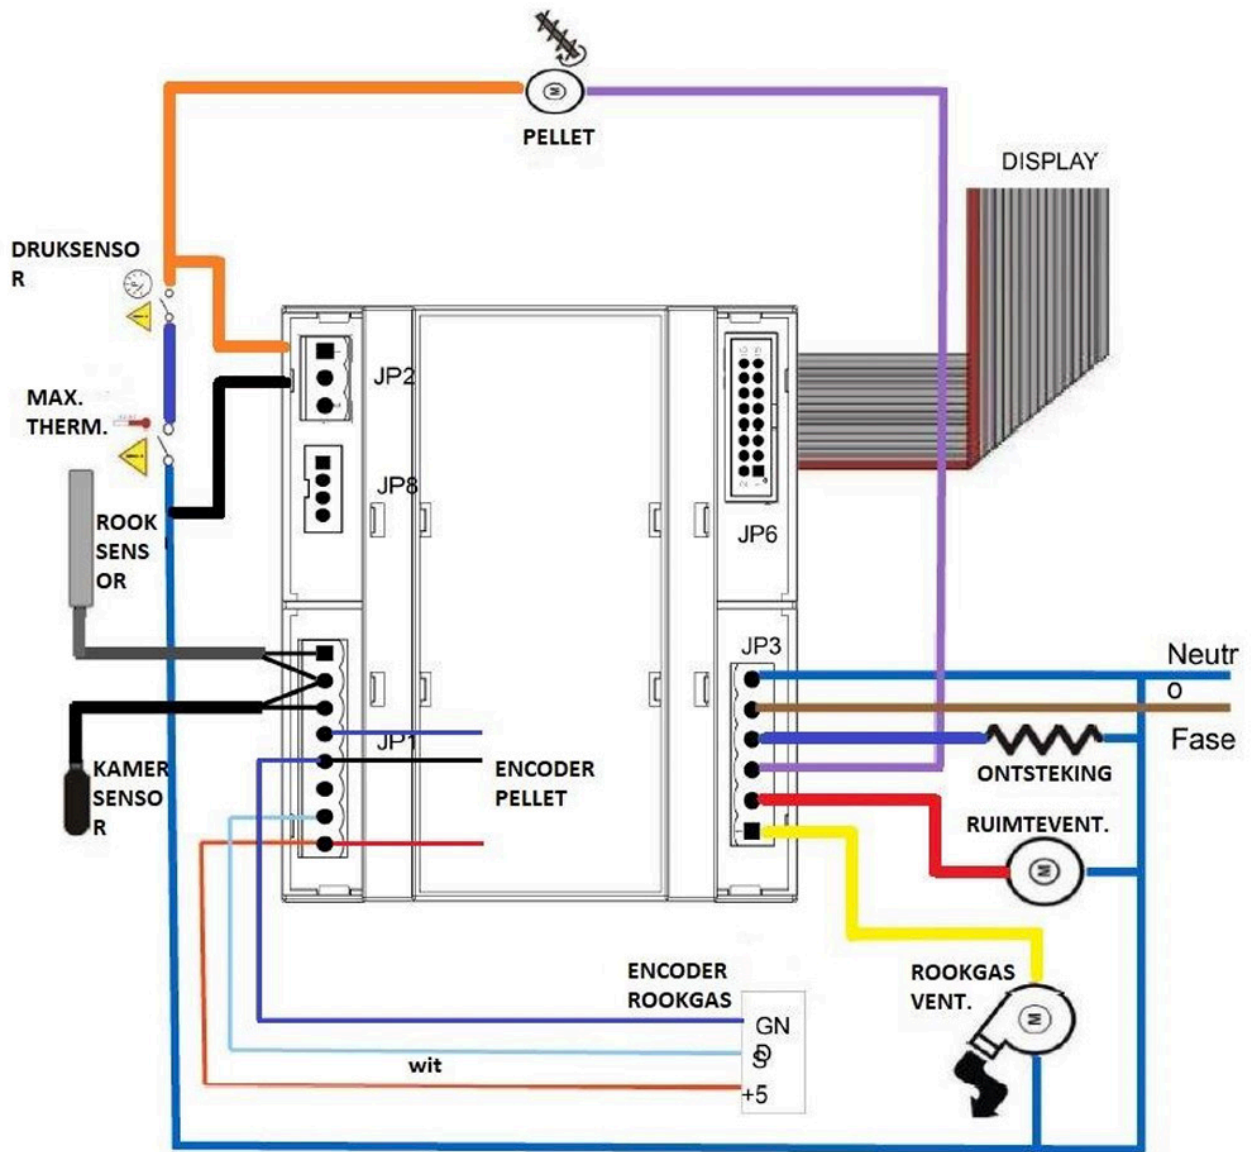 PELLET
DISPLAY
DRUKSENSO
R
JP2
MAX.
THERM.
JP8
ROOK
SENS
OR
JP6
JP3
Neutr
o
Fase
JP1
KAMER
SENSO
R
ENCODER
PELLET
ONTSTEKING
RUIMTEVENT.
M
ENCODER
ROOKGAS
ROOKGAS
VENT.
GN
D
S
wit
+5
M
M